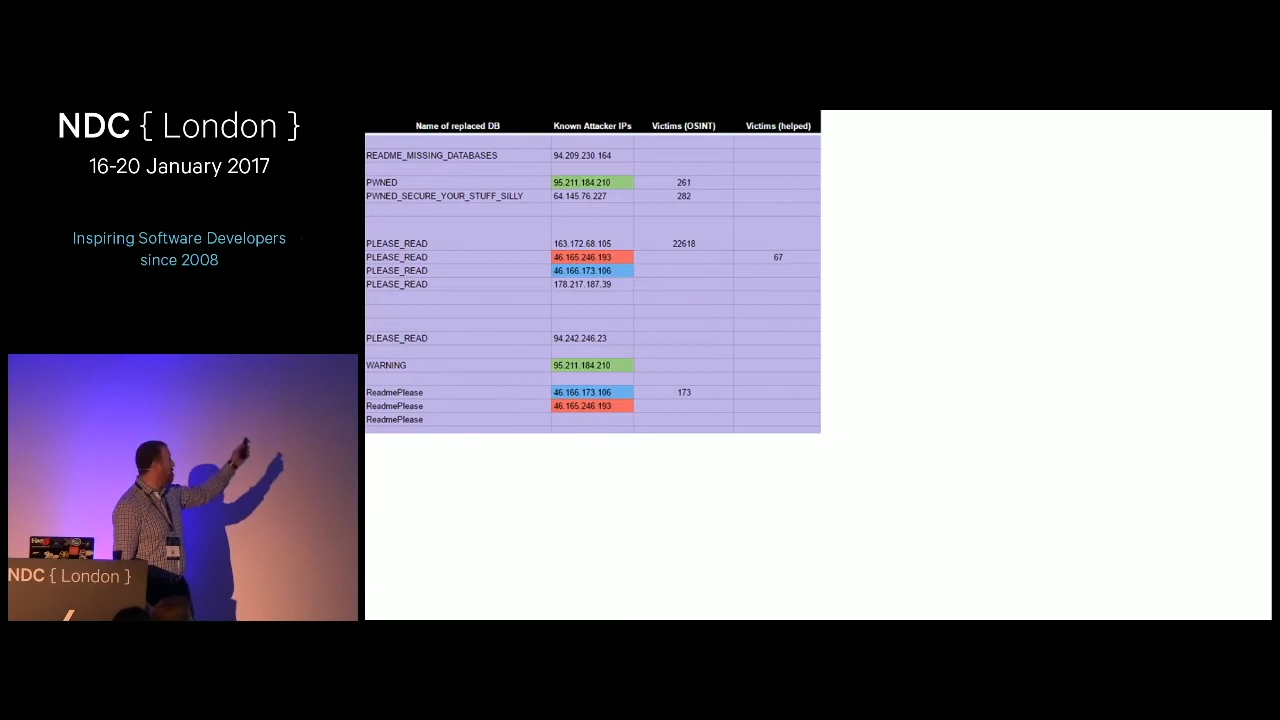 NDC { London }
16-20 January 2017
Inspiring Software Developers
since 2008
NDC { London }
Name of replaced DB Known Attacker IPs Victims (OSINT) Victims (helped)
README_MISSING_DATABASES 94.209.230.164
PWNED 95.211.184.210 261
PWNED_SECURE_YOUR_STUFF_SILLY 64.145.76.227 282
PLEASE_READ 163.172.68.105 22618
PLEASE_READ 46.165.246.193 67
PLEASE_READ 46.166.173.106
PLEASE_READ 178.217.187.39
PLEASE_READ 94.242.246.23
WARNING 95.211.184.210
ReadmePlease 46.166.173.106 173
ReadmePlease 46.165.246.193
ReadmePlease